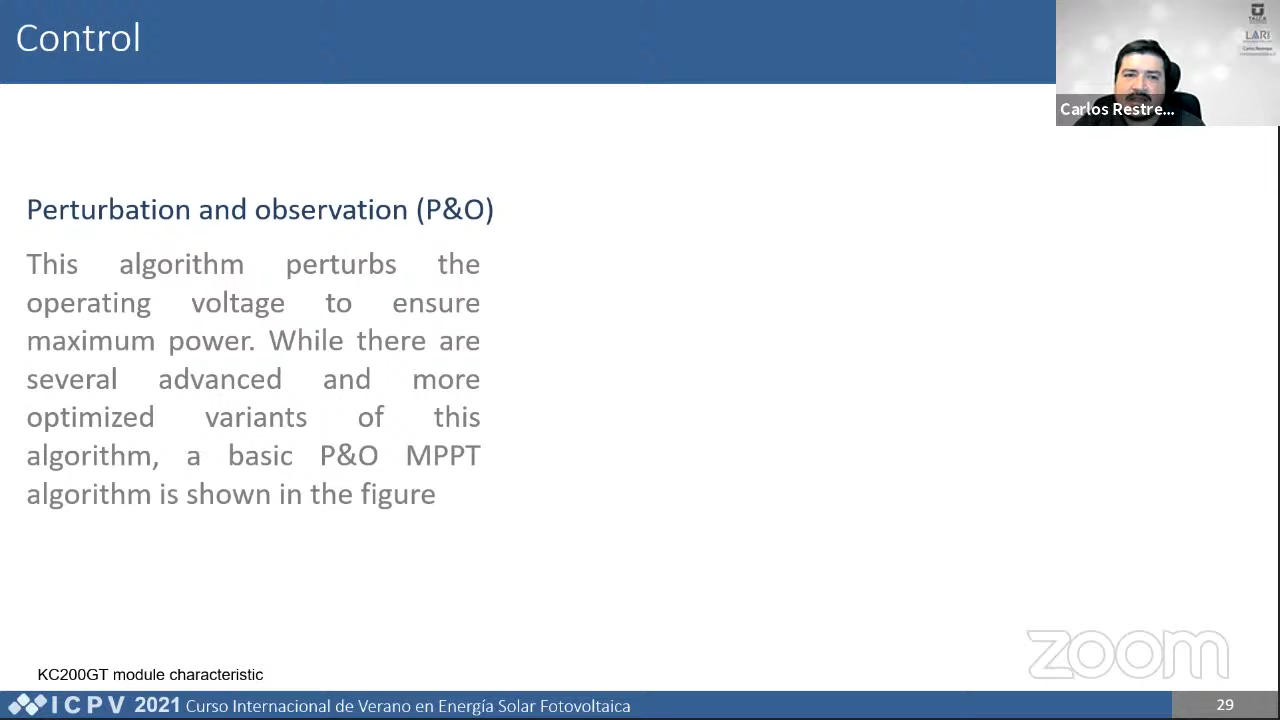 Control
TALCA
LARI
Carlos Restre...
Perturbation and observation (P&O)
This algorithm perturbs the
operating voltage to ensure
maximum power. While there are
several advanced and more
optimized variants of this
algorithm, a basic P&O MPPT
algorithm is shown in the figure
zoom
KC200GT module characteristic
ICPV 2021 Curso Internacional de Verano en Energía Solar Fotovoltaica
29